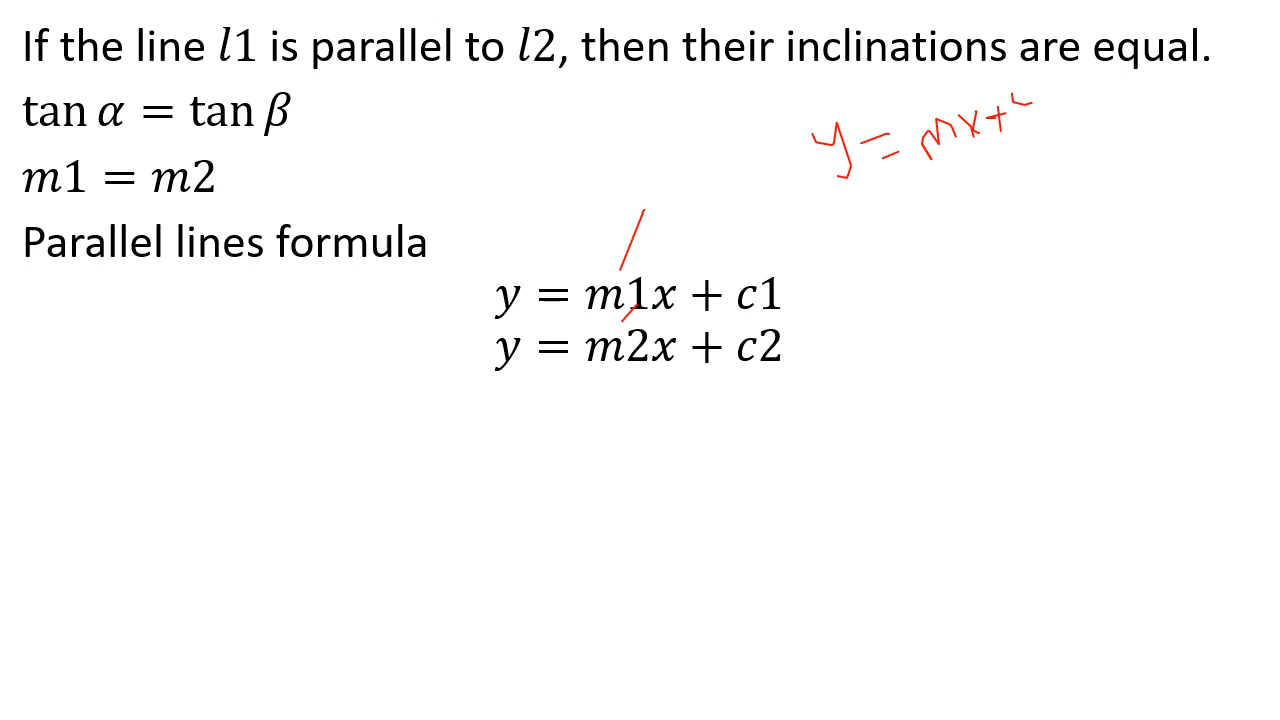 If the line 𝑙1 is parallel to 𝑙2, then their inclinations are equal.
tan 𝛼 = tan 𝛽
y = mx + c
𝑚1 = 𝑚2
Parallel lines formula
𝑦 = 𝑚1𝑥 + 𝑐1
𝑦 = 𝑚2𝑥 + 𝑐2